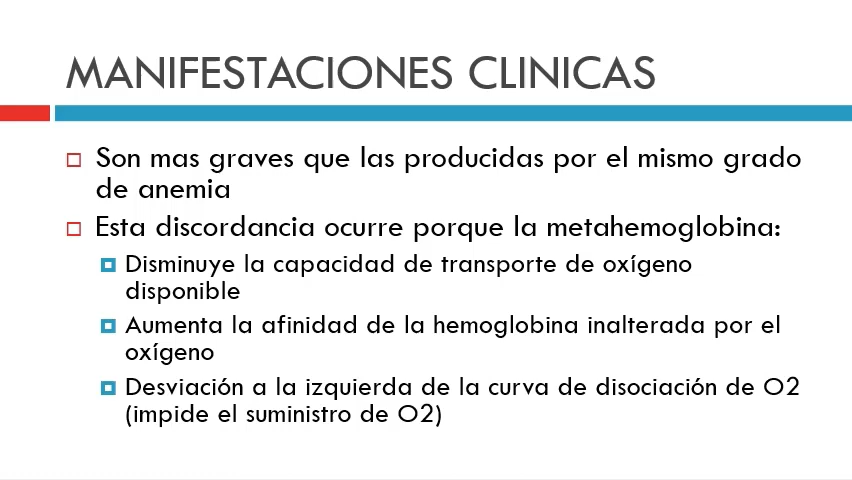 MANIFESTACIONES CLINICAS
Son mas graves que las producidas por el mismo grado
de anemia
Esta discordancia ocurre porque la metahemoglobina:
Disminuye la capacidad de transporte de oxígeno
disponible
Aumenta la afinidad de la hemoglobina inalterada por el
oxígeno
Desviación a la izquierda de la curva de disociación de O2
(impide el suministro de O2)